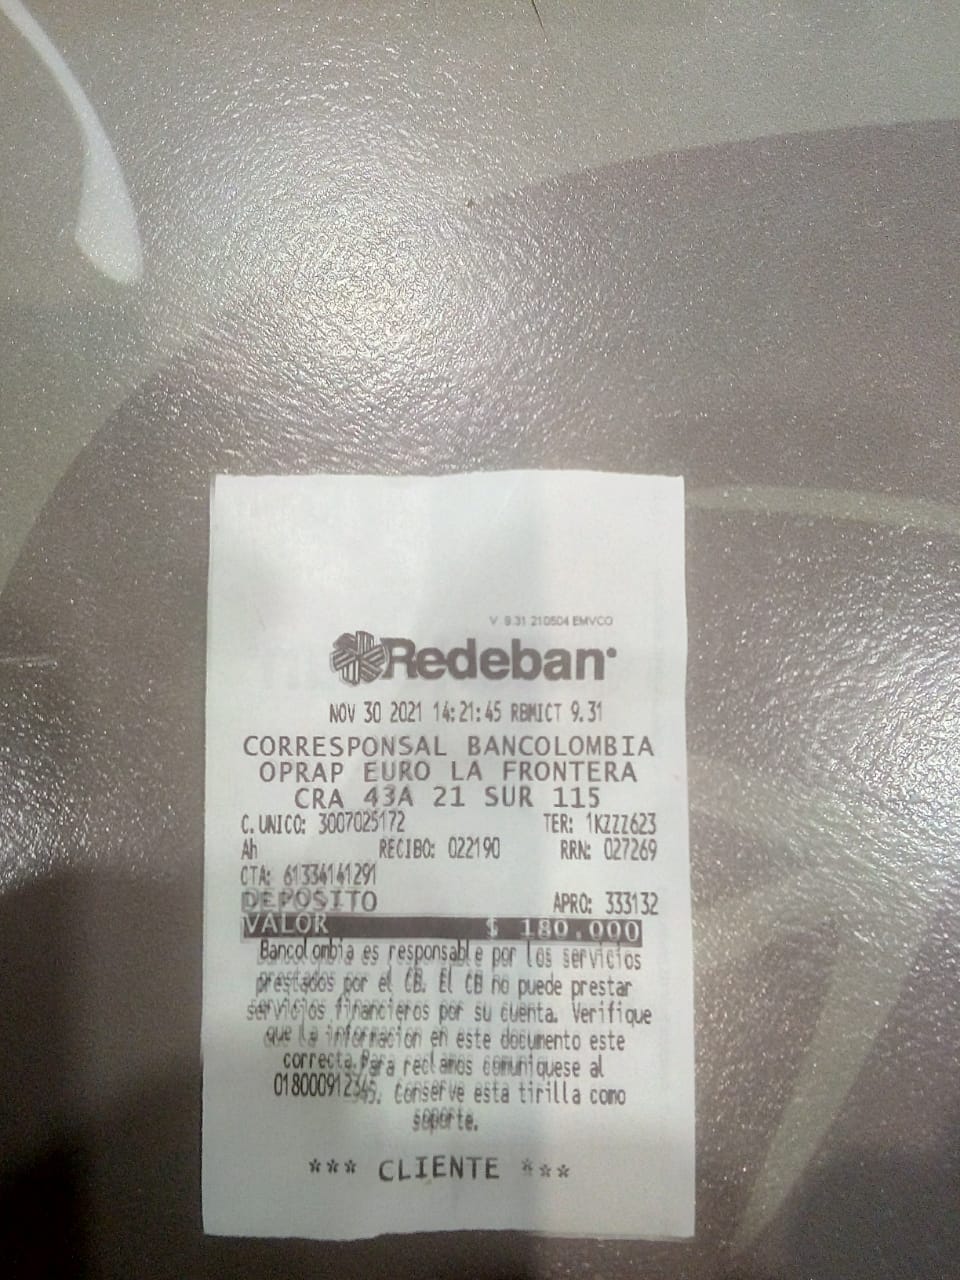 V 9.31 210504 EMVCO
Redeban
NOV 30 2021 14:21:45 RBMICT 9.31
CORRESPONSAL BANCOLOMBIA
OPRAP EURO LA FRONTERA
CRA 43A 21 SUR 115
C. UNICO: 3007025172 TER: 1KZZZ623
Ah RECIBO: 022190 RRN: 027269
CTA: 61334141291
DEPOSITO APRO: 333132
VALOR $ 180.000
Bancolombia es responsable por los servicios
prestados por el CB. El CB no puede prestar
servicios financieros por su cuenta. Verifique
que la informacion en este documento este
correcta.Para reclamos comuniquese al
018000912345. Conserve esta tirilla como
soporte.
*** CLIENTE ***